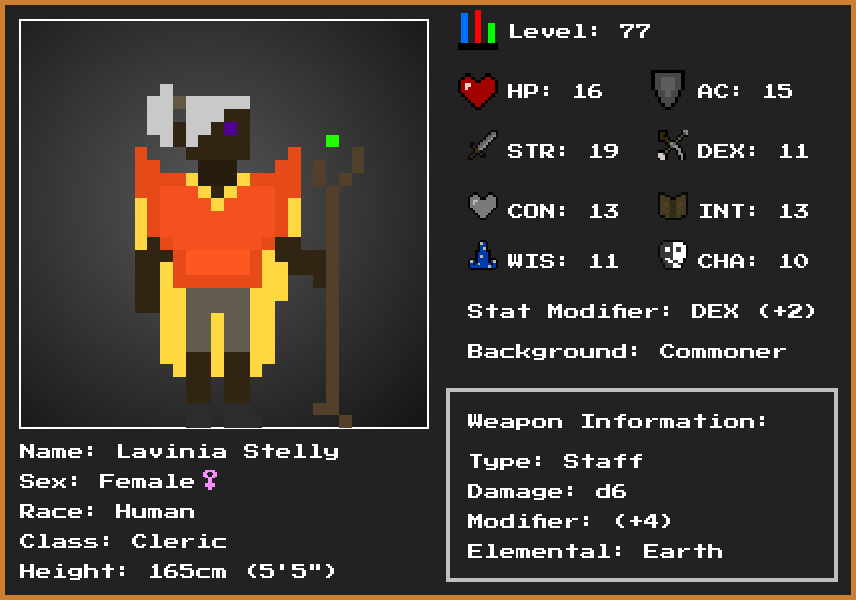 Level: 77
HP: 16 AC: 15
STR: 19 DEX: 11
CON: 13 INT: 13
WIS: 11 CHA: 10
Stat Modifier: DEX (+2)
Background: Commoner
Weapon Information:
Type: Staff
Damage: d6
Modifier: (+4)
Elemental: Earth
Name: Lavinia Stelly
Sex: Female♀
Race: Human
Class: Cleric
Height: 165cm (5'5")